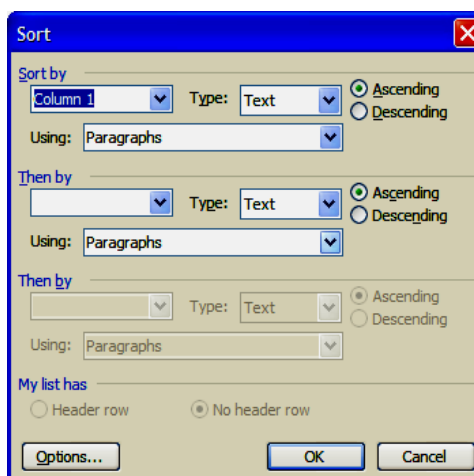 Sort
Sort by
Column 1 Type: Text Ascending
Descending
Using: Paragraphs
Then by
Type: Text Ascending
Descending
Using: Paragraphs
Then by
Type: Text Ascending
Descending
Using: Paragraphs
My list has
Header row No header row
Options... OK Cancel